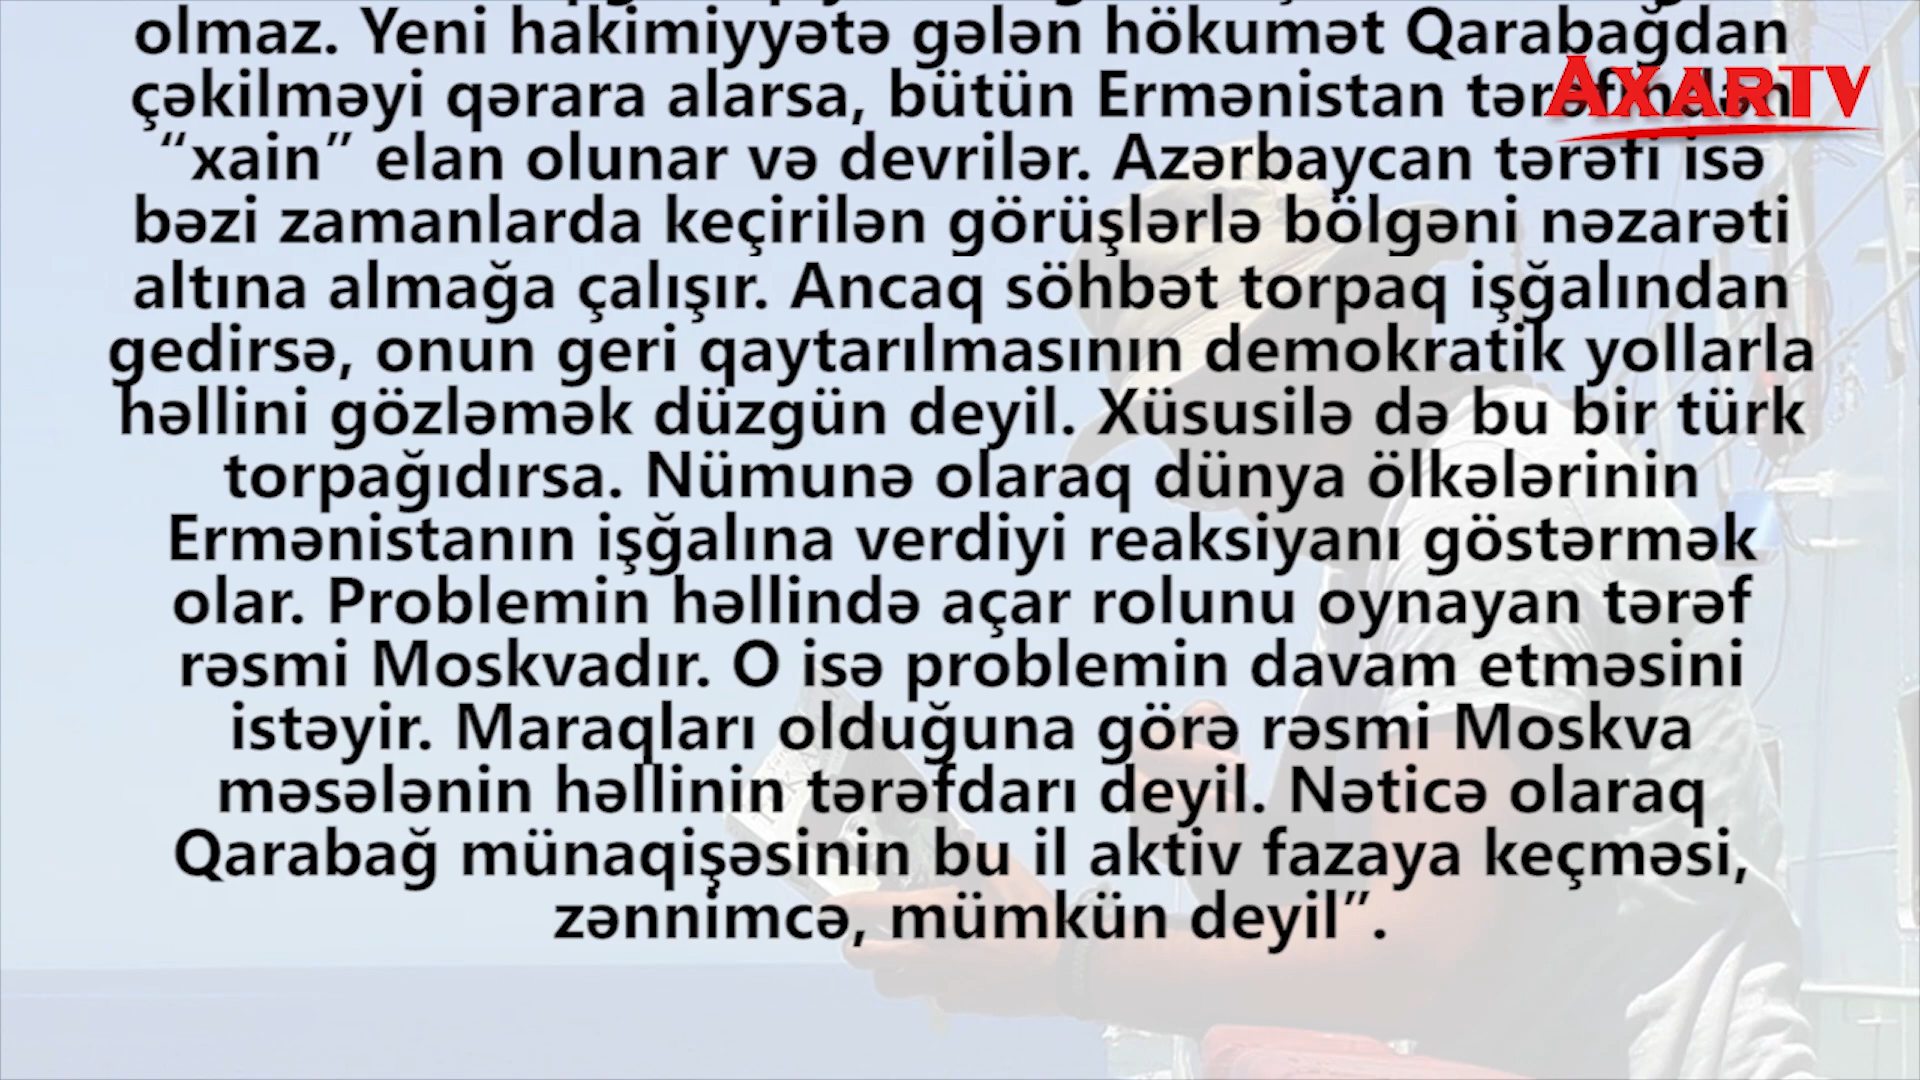 olmaz. Yeni hakimiyyətə gələn hökumət Qarabağdan
çəkilməyi qərara alarsa, bütün Ermənistan tərəfindən
“xain” elan olunar və devrilər. Azərbaycan tərəfi isə
bəzi zamanlarda keçirilən görüşlərlə bölgəni nəzarəti
altına almağa çalışır. Ancaq söhbət torpaq işğalından
gedirsə, onun geri qaytarılmasının demokratik yollarla
həllini gözləmək düzgün deyil. Xüsusilə də bu bir türk
torpağıdırsa. Nümunə olaraq dünya ölkələrinin
Ermənistanın işğalına verdiyi reaksiyanı göstərmək
olar. Problemin həllində açar rolunu oynayan tərəf
rəsmi Moskvadır. O isə problemin davam etməsini
istəyir. Maraqları olduğuna görə rəsmi Moskva
məsələnin həllinin tərəfdarı deyil. Nəticə olaraq
Qarabağ münaqişəsinin bu il aktiv fazaya keçməsi,
zənnimcə, mümkün deyil”.
AXARTV